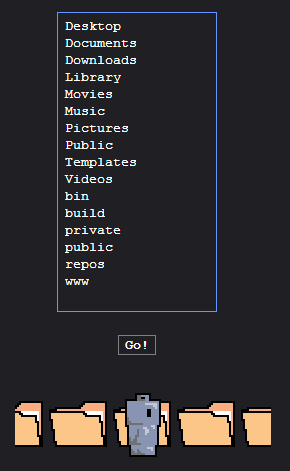 Desktop
Documents
Downloads
Library
Movies
Music
Pictures
Public
Templates
Videos
bin
build
private
public
repos
www
Go!